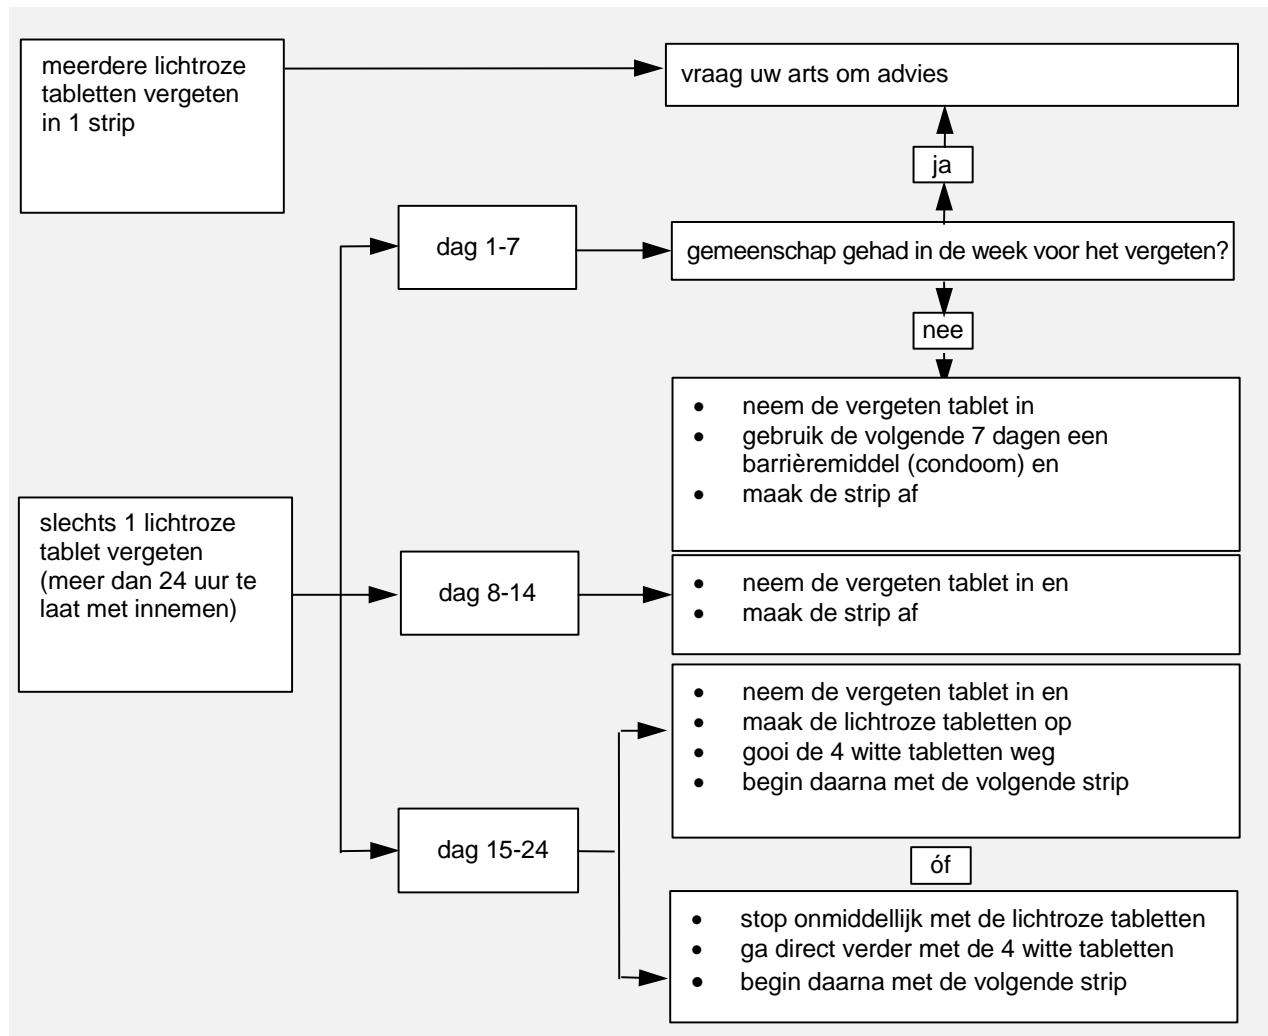 meerdere lichtroze
tabletten vergeten
in 1 strip
vraag uw arts om advies
ja
dag 1-7
gemeenschap gehad in de week voor het vergeten?
nee
• neem de vergeten tablet in
• gebruik de volgende 7 dagen een
barrièremiddel (condoom) en
• maak de strip af
slechts 1 lichtroze
tablet vergeten
(meer dan 24 uur te
laat met innemen)
dag 8-14
• neem de vergeten tablet in en
• maak de strip af
• neem de vergeten tablet in en
• maak de lichtroze tabletten op
• gooi de 4 witte tabletten weg
• begin daarna met de volgende strip
dag 15-24
óf
• stop onmiddellijk met de lichtroze tabletten
• ga direct verder met de 4 witte tabletten
• begin daarna met de volgende strip